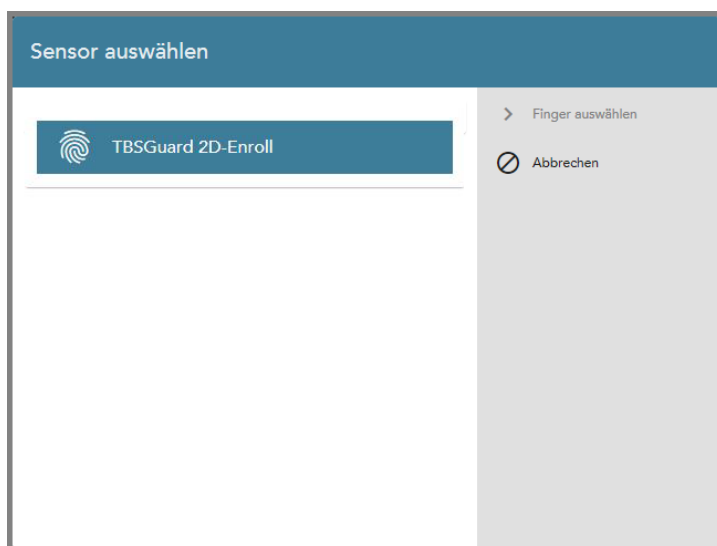 Sensor auswählen
TBSGuard 2D-Enroll
Finger auswählen
Abbrechen